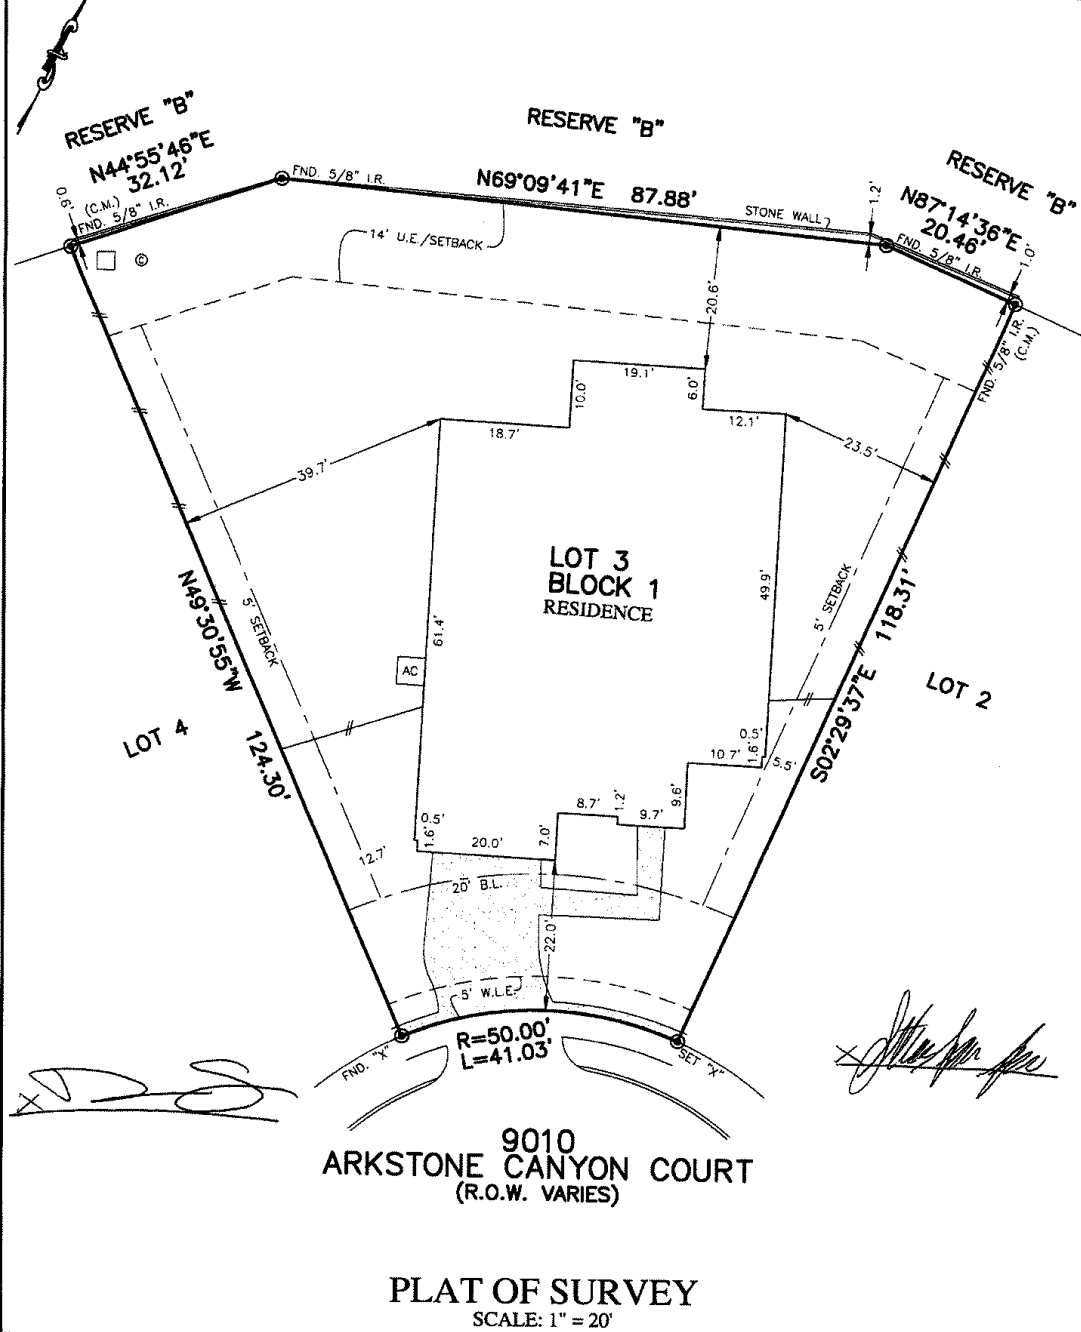 RESERVE "B"
RESERVE "B"
RESERVE "B"
N44°55'46"E
32.12'
(C.M.)
FND. 5/8" I.R.
FND. 5/8" I.R.
N69°09'41"E 87.88'
STONE WALL
1.2'
N87°14'36"E
20.46'
FND. 5/8" I.R.
1.0'
FND. 5/8" I.R.
(C.M.)
©
14' U.E./SETBACK
20.6'
19.1'
10.0'
6.0'
18.7'
12.1'
39.7'
23.5'
LOT 3
BLOCK 1
RESIDENCE
49.9'
61.4'
5' SETBACK
5' SETBACK
N49°30'55"W
124.30'
S02°29'37"E 118.31'
AC
LOT 4
LOT 2
0.5'
10.7'
1.6'
5.5'
9.6'
8.7'
1.2'
9.7'
0.5'
1.6'
20.0'
7.0'
12.7'
20' B.L.
22.0'
5' W.L.E.
R=50.00'
L=41.03'
FND. "X"
SET "X"
X
X
9010
ARKSTONE CANYON COURT
(R.O.W. VARIES)
PLAT OF SURVEY
SCALE: 1" = 20'